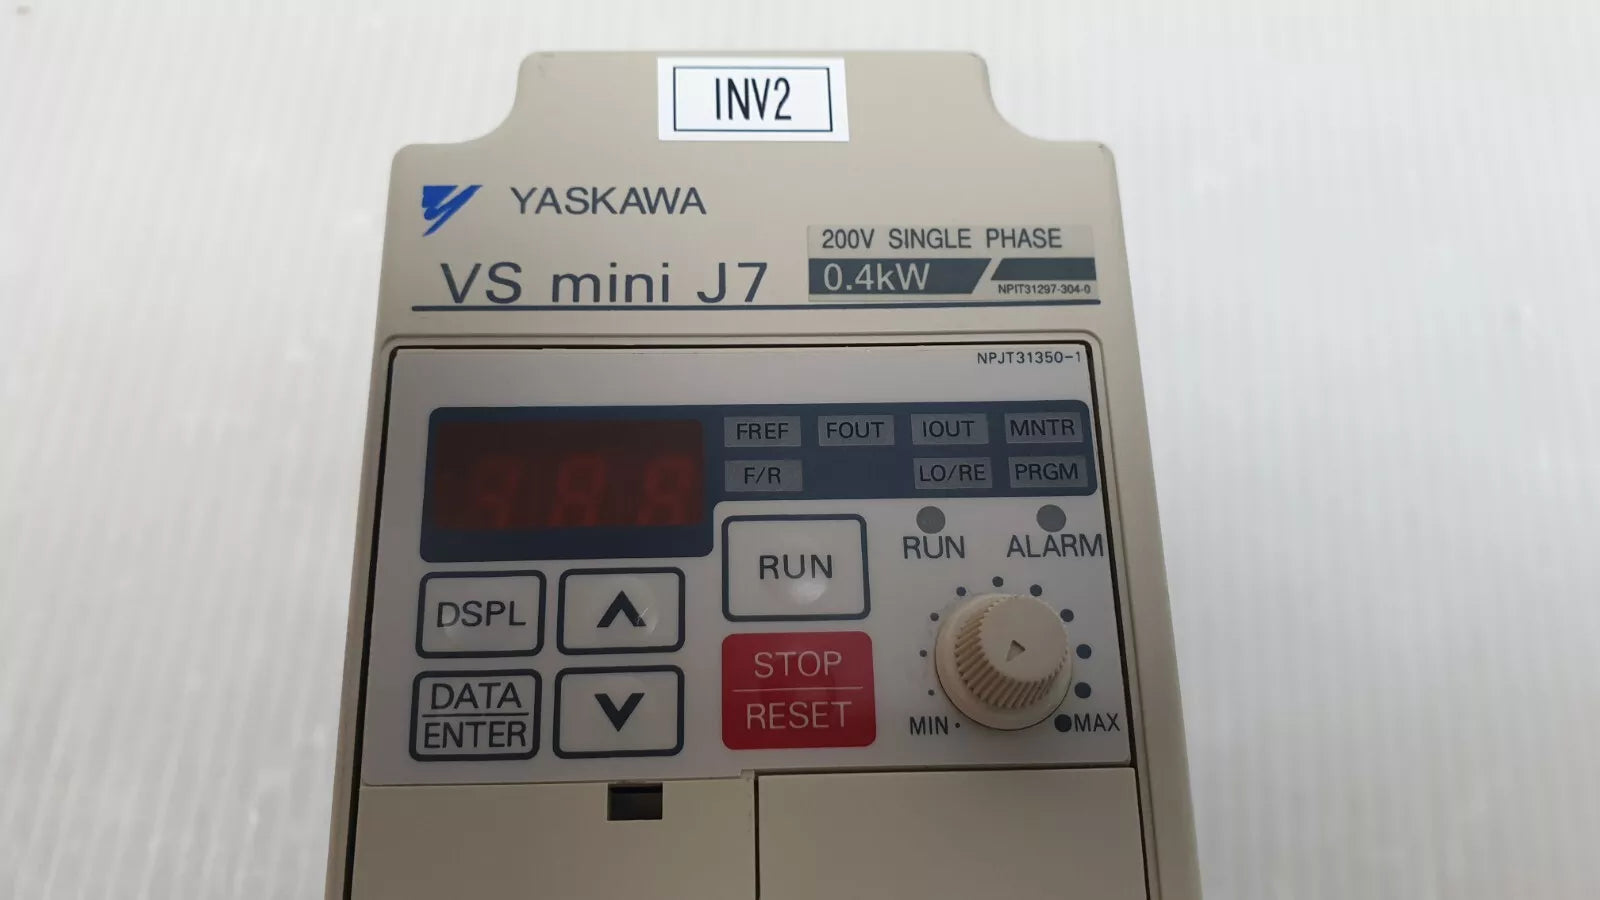 INV2
YASKAWA
VS mini J7
200V SINGLE PHASE
0.4kW
NPIT31297-304-0
NPJT31350-1
FREF FOUT IOUT MNTR
F/R LO/RE PRGM
RUN ALARM
RUN
DSPL
STOP
RESET
DATA
ENTER
MIN MAX